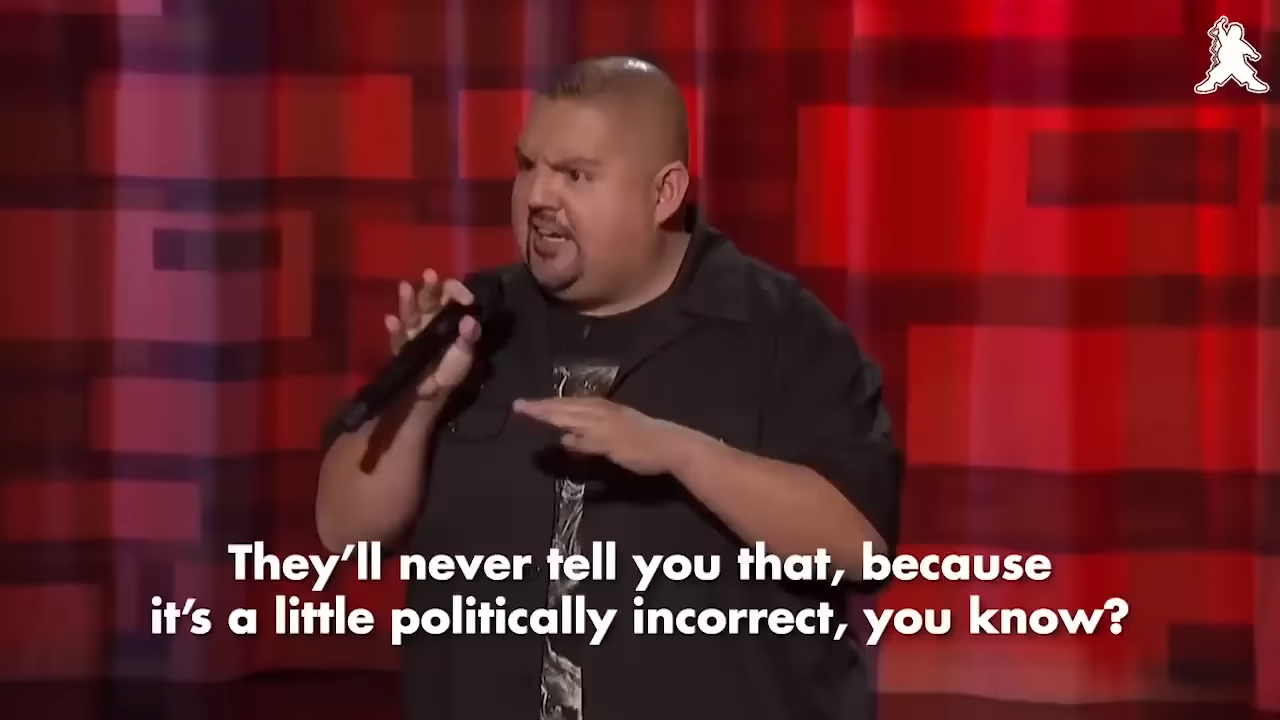 They'll never tell you that, because
it's a little politically incorrect, you know?